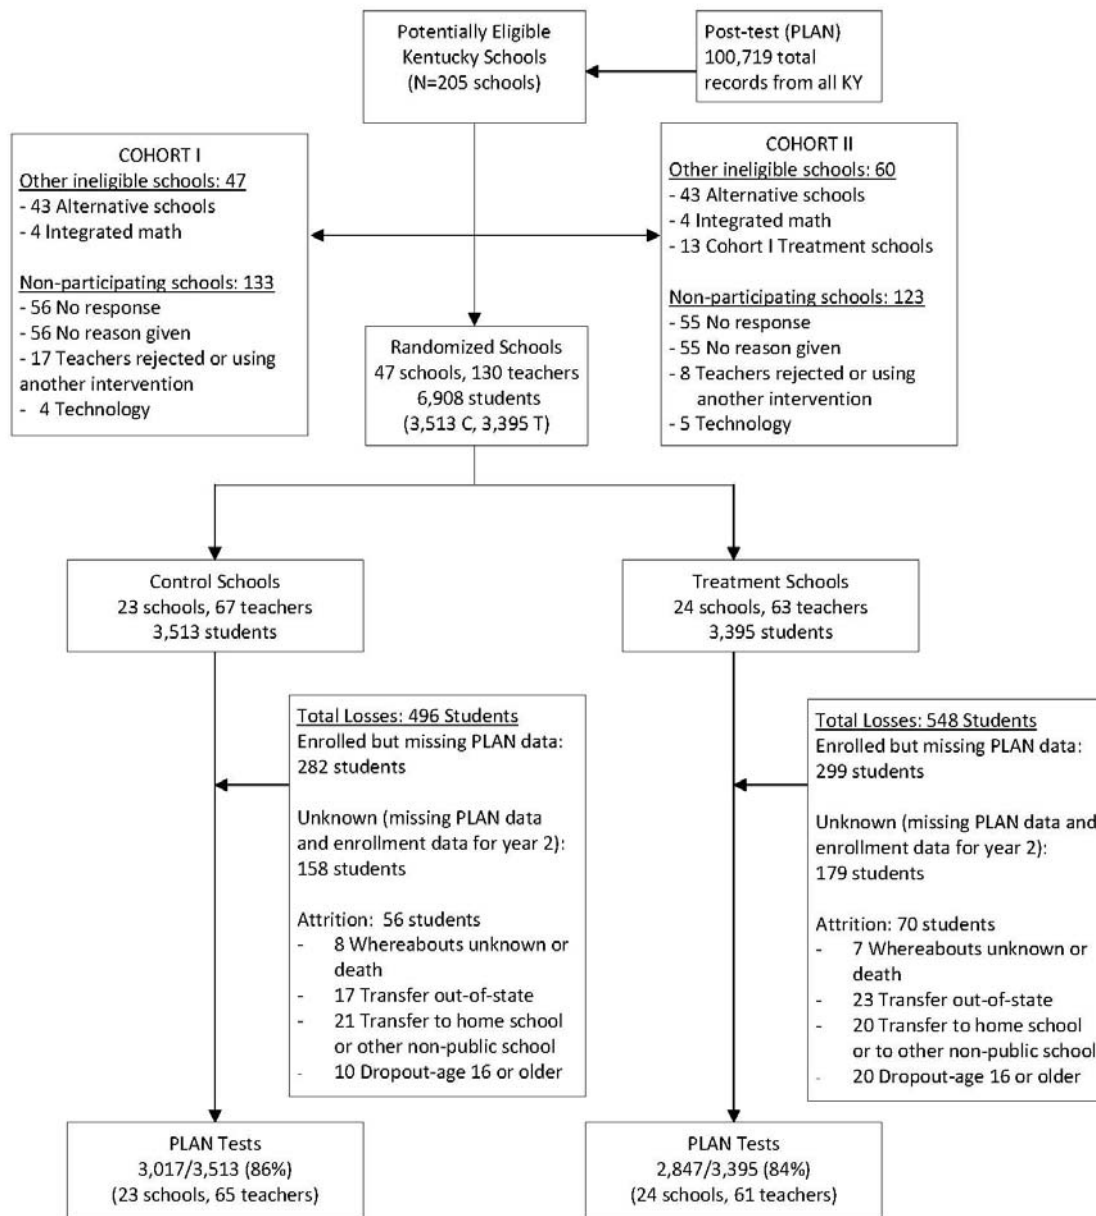 Potentially Eligible
Kentucky Schools
(N=205 schools)
Post-test (PLAN)
100,719 total
records from all KY
COHORT I
Other ineligible schools: 47
- 43 Alternative schools
- 4 Integrated math
Non-participating schools: 133
- 56 No response
- 56 No reason given
- 17 Teachers rejected or using
another intervention
- 4 Technology
COHORT II
Other ineligible schools: 60
- 43 Alternative schools
- 4 Integrated math
- 13 Cohort I Treatment schools
Non-participating schools: 123
- 55 No response
- 55 No reason given
- 8 Teachers rejected or using
another intervention
- 5 Technology
Randomized Schools
47 schools, 130 teachers
6,908 students
(3,513 C, 3,395 T)
Control Schools
23 schools, 67 teachers
3,513 students
Treatment Schools
24 schools, 63 teachers
3,395 students
Total Losses: 496 Students
Enrolled but missing PLAN data:
282 students
Unknown (missing PLAN data
and enrollment data for year 2):
158 students
Attrition: 56 students
- 8 Whereabouts unknown or
death
- 17 Transfer out-of-state
- 21 Transfer to home school
or other non-public school
- 10 Dropout-age 16 or older
Total Losses: 548 Students
Enrolled but missing PLAN data:
299 students
Unknown (missing PLAN data and
enrollment data for year 2):
179 students
Attrition: 70 students
- 7 Whereabouts unknown or
death
- 23 Transfer out-of-state
- 20 Transfer to home school
or to other non-public school
- 20 Dropout-age 16 or older
PLAN Tests
3,017/3,513 (86%)
(23 schools, 65 teachers)
PLAN Tests
2,847/3,395 (84%)
(24 schools, 61 teachers)